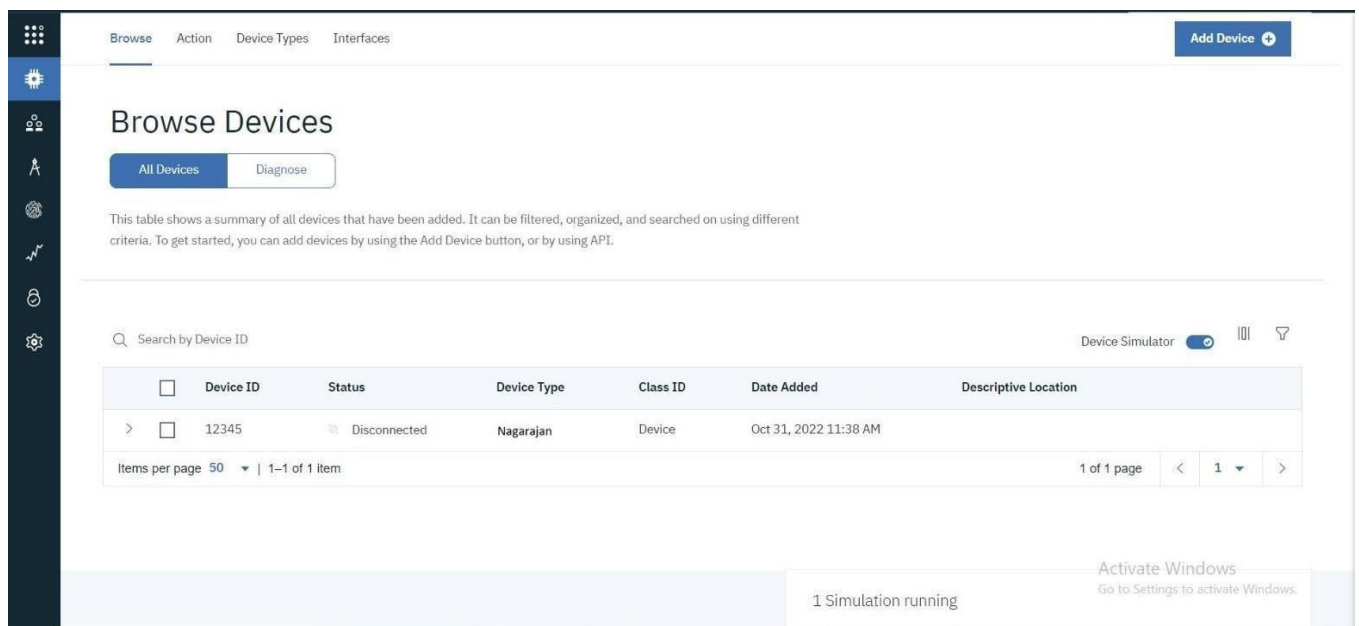 Browse Action Device Types Interfaces Add Device
Browse Devices
All Devices Diagnose
This table shows a summary of all devices that have been added. It can be filtered, organized, and searched on using different
criteria. To get started, you can add devices by using the Add Device button, or by using API.
Search by Device ID Device Simulator
Device ID Status Device Type Class ID Date Added Descriptive Location
12345 Disconnected Nagarajan Device Oct 31, 2022 11:38 AM
Items per page 50 | 1–1 of 1 item 1 of 1 page 1
Activate Windows
Go to Settings to activate Windows.
1 Simulation running